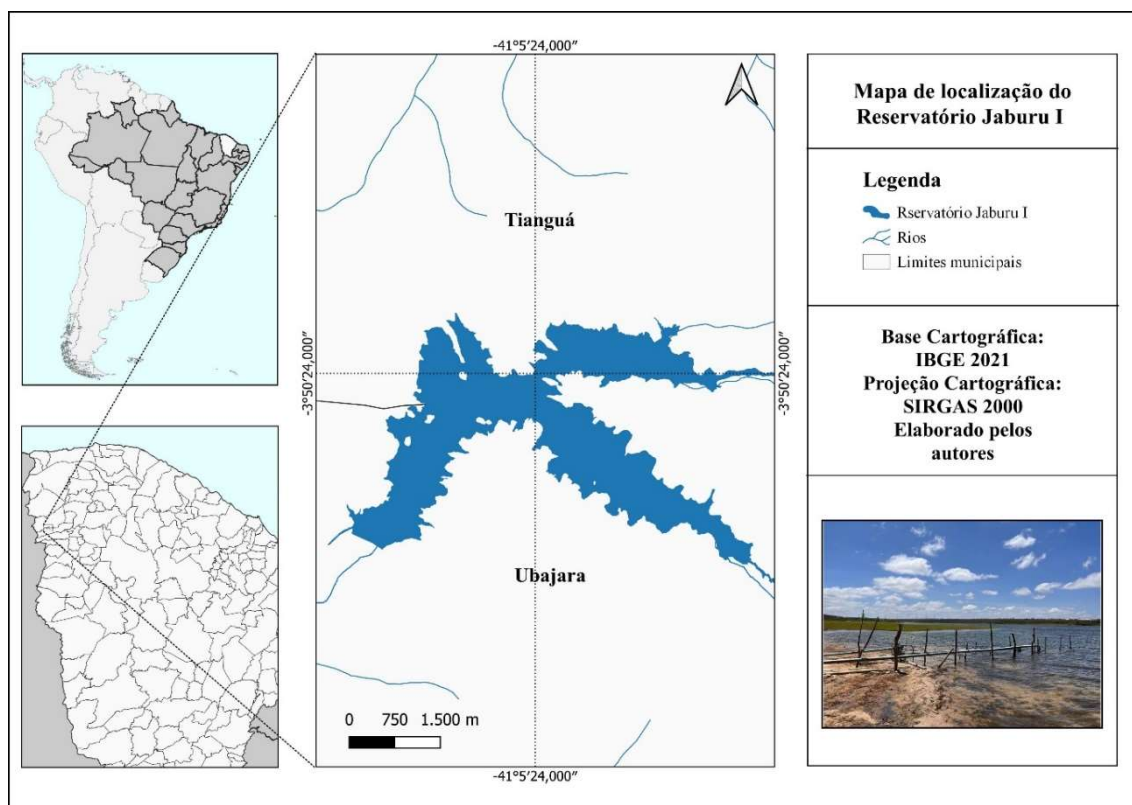 Mapa de localização do
Reservatório Jaburu I
Legenda
Rservatório Jaburu I
Rios
Limites municipais
Base Cartográfica:
IBGE 2021
Projeção Cartográfica:
SIRGAS 2000
Elaborado pelos
autores
-41°5'24,000"
-3°50'24,000"
-3°50'24,000"
Tianguá
Ubajara
0 750 1.500 m
-41°5'24,000"